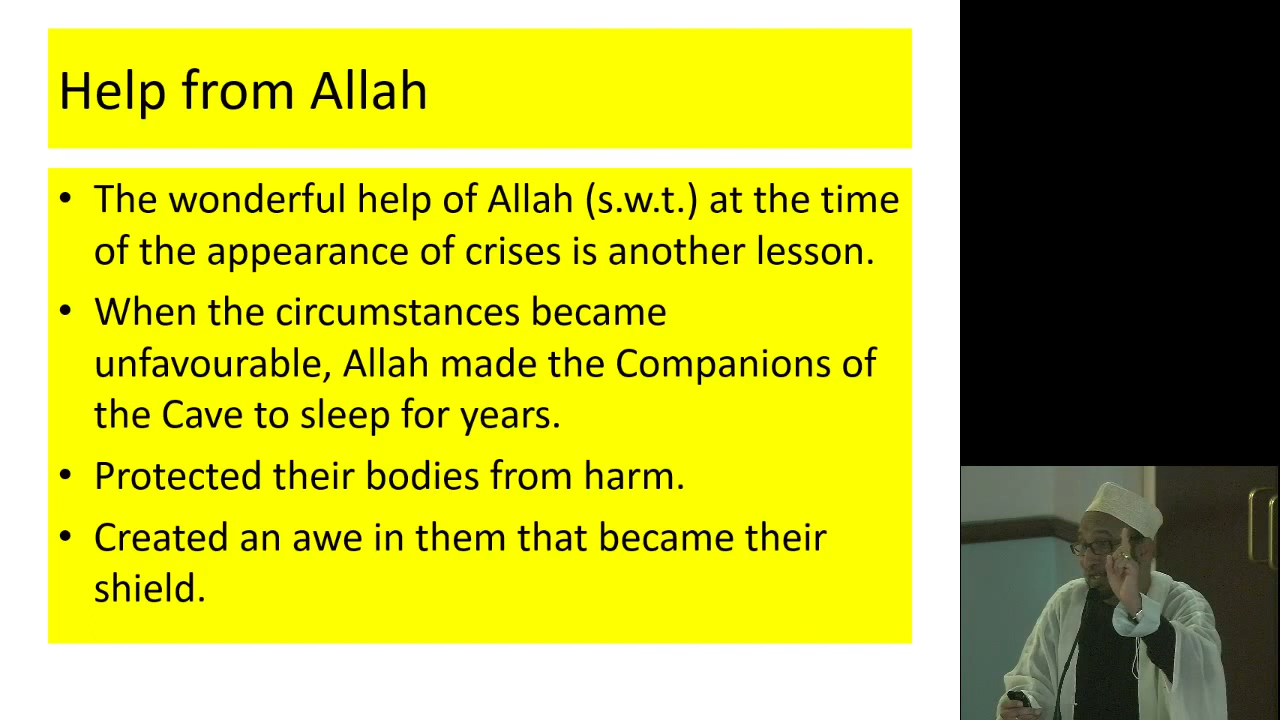 Help from Allah
• The wonderful help of Allah (s.w.t.) at the time
of the appearance of crises is another lesson.
• When the circumstances became
unfavourable, Allah made the Companions of
the Cave to sleep for years.
• Protected their bodies from harm.
• Created an awe in them that became their
shield.